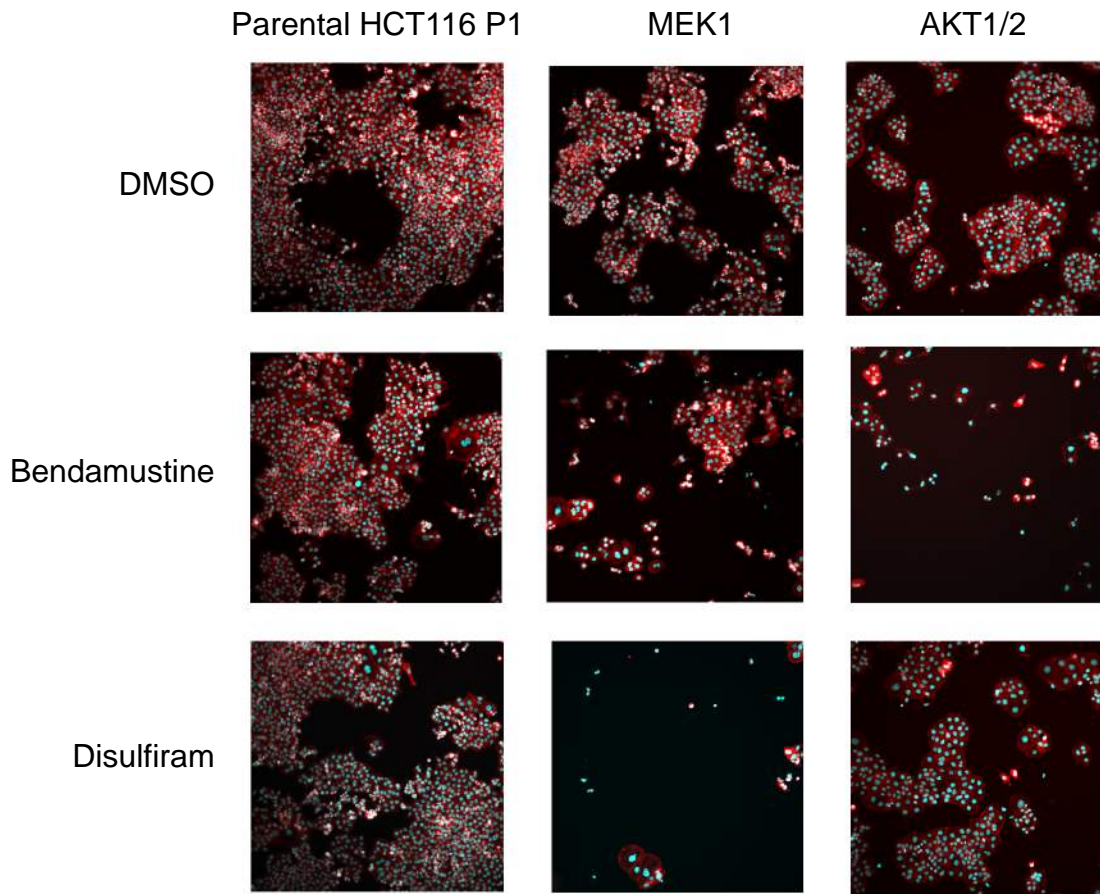 Parental HCT116 P1 MEK1 AKT1/2
DMSO
Bendamustine
Disulfiram